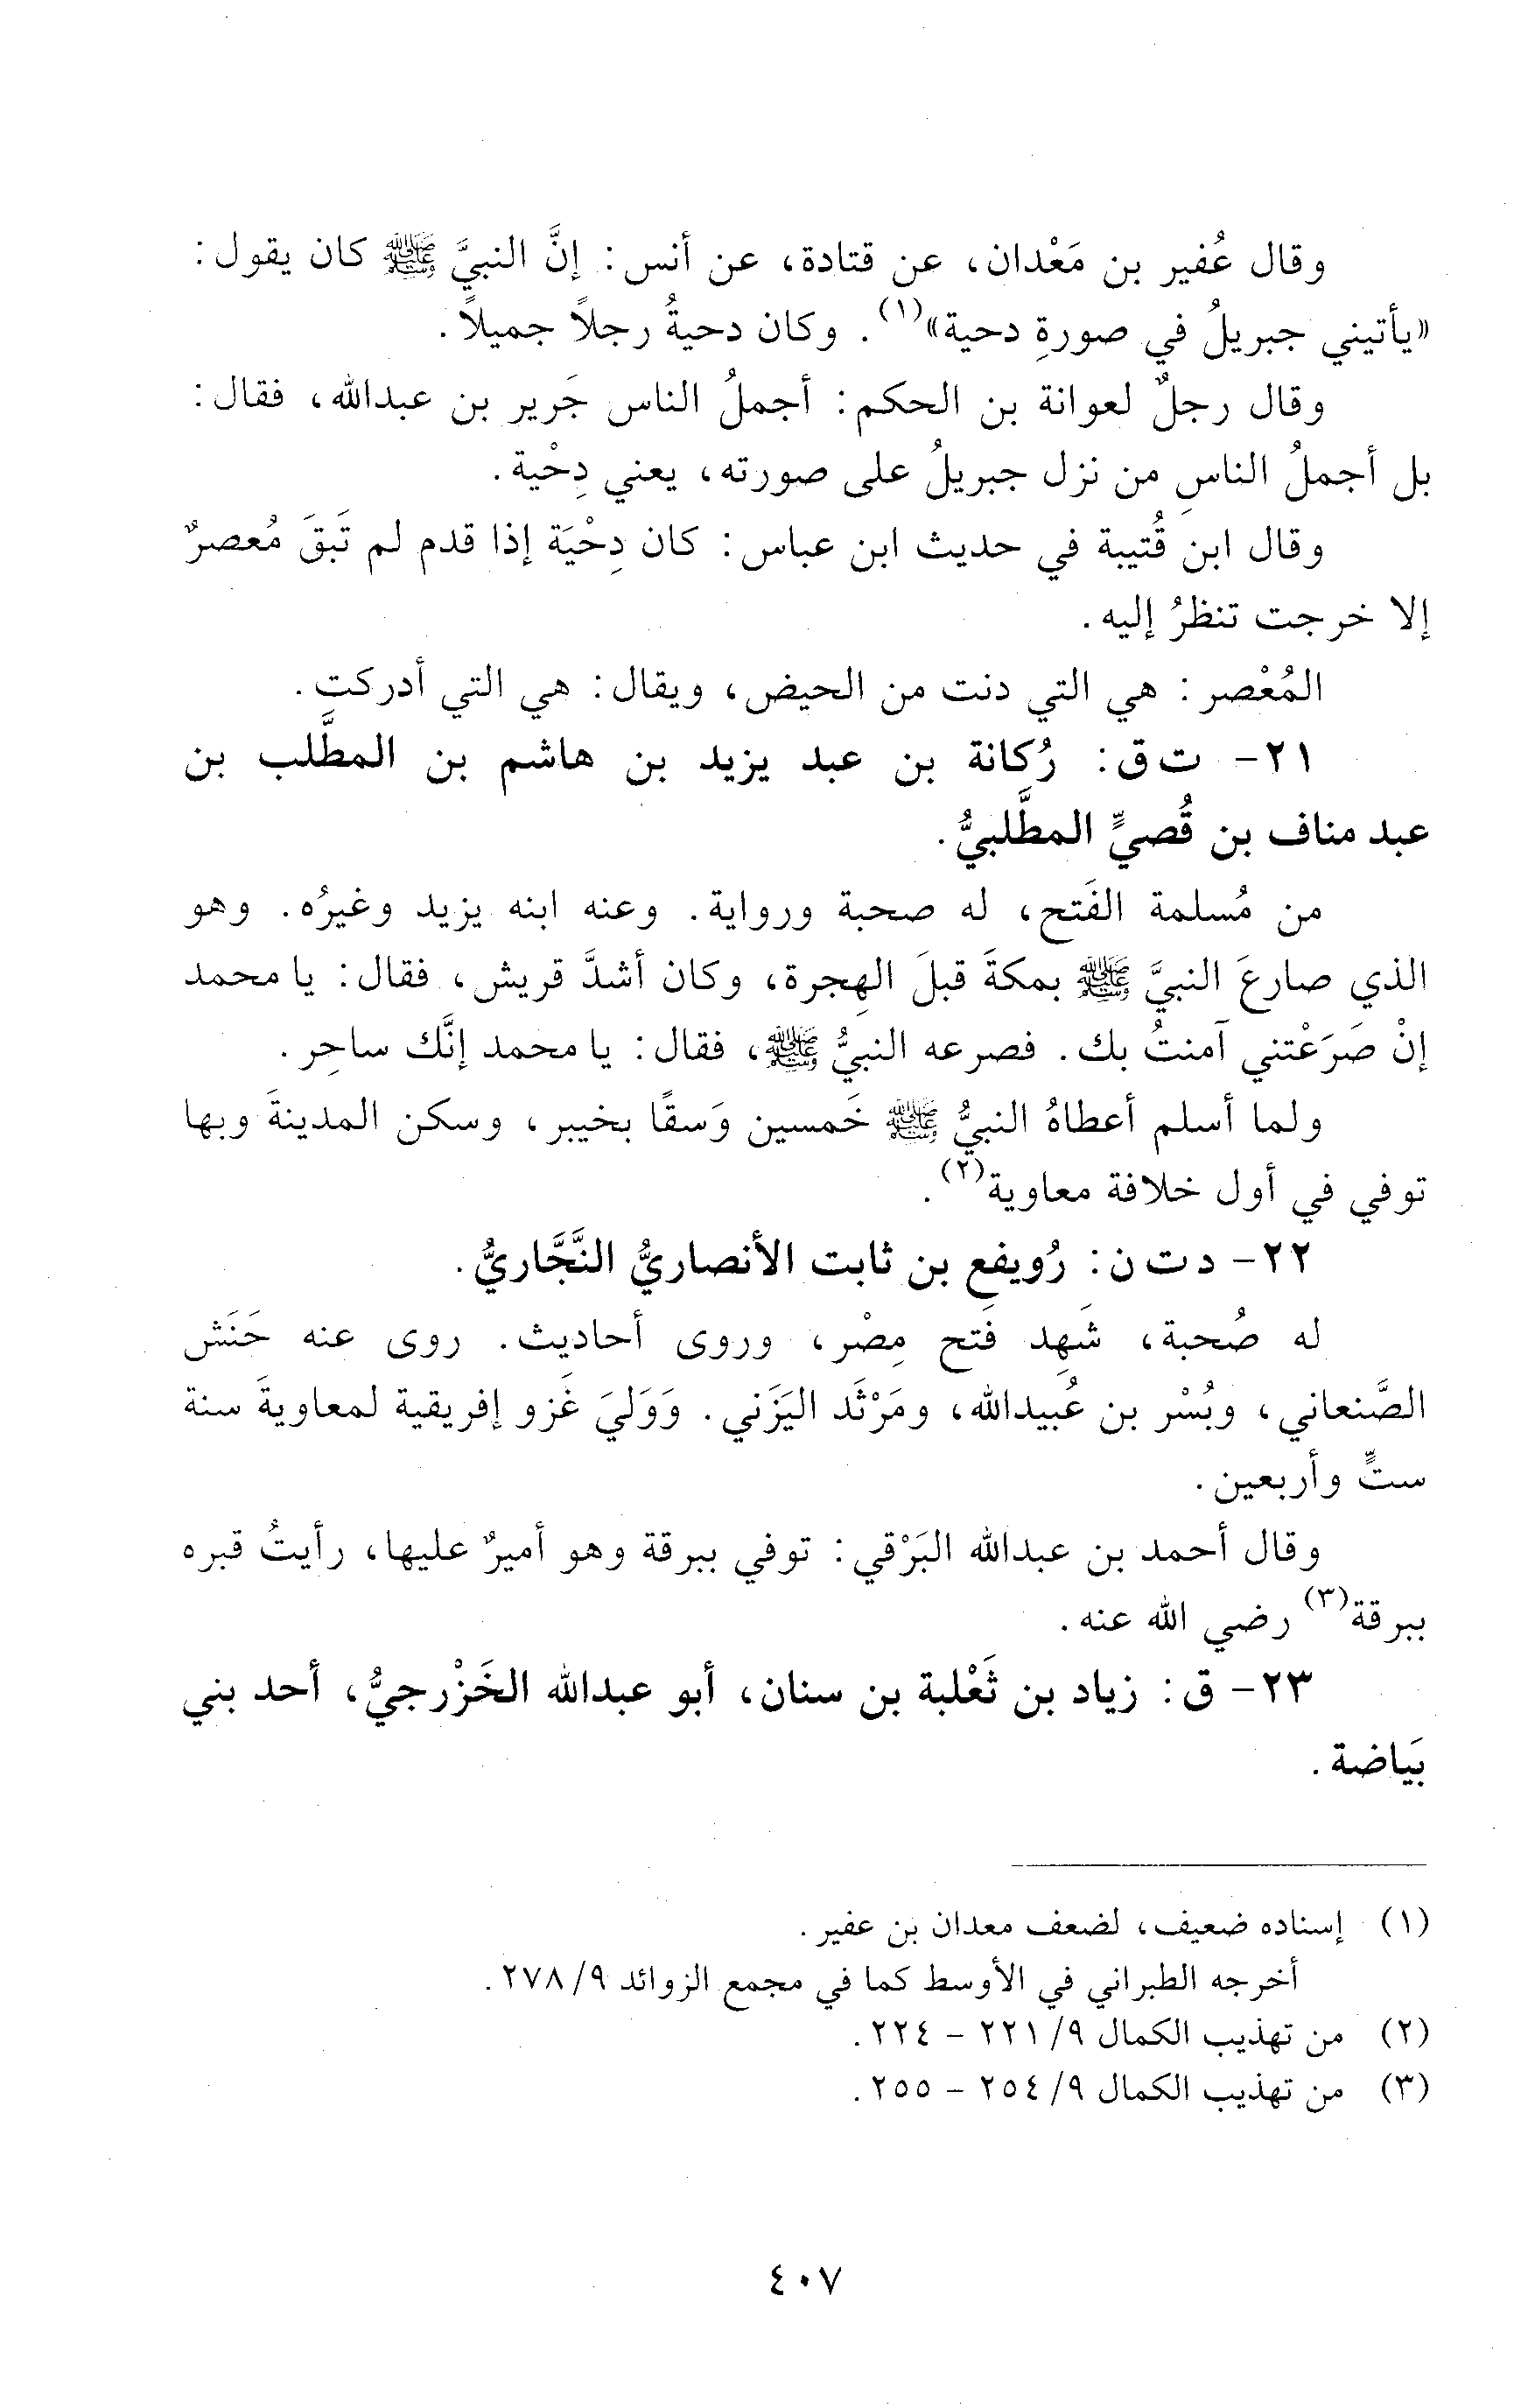 وقال عُفير بن مَعْدان، عن قتادة، عن أنس: إنَّ النبيَّ ﷺ كان يقول:
«يأتيني جبريلُ في صورةِ دحية»(١). وكان دحيةُ رجلاً جميلاً.
وقال رجلٌ لعوانة بن الحكم: أجملُ الناس جَرير بن عبدالله، فقال:
بل أجملُ الناسِ من نزل جبريلُ على صورته، يعني دِحْية.
وقال ابن قُتيبة في حديث ابن عباس: كان دِحْيَة إذا قدم لم تَبقَ مُعصرٌ
إلا خرجت تنظرُ إليه.
المُعْصر: هي التي دنت من الحيض، ويقال: هي التي أدركت.
٢١- ت ق: رُكانة بن عبد يزيد بن هاشم بن المطَّلب بن
عبد مناف بن قُصيٍّ المطَّلبيُّ.
من مُسلمة الفَتح، له صحبة ورواية. وعنه ابنه يزيد وغيرُه. وهو
الذي صارعَ النبيَّ ﷺ بمكةَ قبلَ الهِجرة، وكان أشدَّ قريش، فقال: يا محمد
إنْ صَرَعْتني آمنتُ بك. فصرعه النبيُّ ﷺ، فقال: يا محمد إنَّك ساحِر.
ولما أسلم أعطاهُ النبيُّ ﷺ خَمسين وَسقًا بخيبر، وسكن المدينةَ وبها
توفي في أول خلافة معاوية(٢).
٢٢- د ت ن: رُويفع بن ثابت الأنصاريُّ النَّجَّاريُّ.
له صُحبة، شَهِد فَتح مِصْر، وروى أحاديث. روى عنه حَنَش
الصَّنعاني، وبُسْر بن عُبيدالله، ومَرْثَد اليَزَني. وَوَليَ غَزو إفريقية لمعاويةَ سنة
ستٍّ وأربعين.
وقال أحمد بن عبدالله البَرْقي: توفي ببرقة وهو أميرٌ عليها، رأيتُ قبره
ببرقة(٣) رضي الله عنه.
٢٣- ق: زياد بن ثَعْلبة بن سنان، أبو عبدالله الخَزْرجيُّ، أحد بني
بَياضة.
(١) إسناده ضعيف، لضعف معدان بن عفير.
أخرجه الطبراني في الأوسط كما في مجمع الزوائد ٩/ ٢٧٨.
(٢) من تهذيب الكمال ٩/ ٢٢١ - ٢٢٤.
(٣) من تهذيب الكمال ٩/ ٢٥٤ - ٢٥٥.
٤٠٧